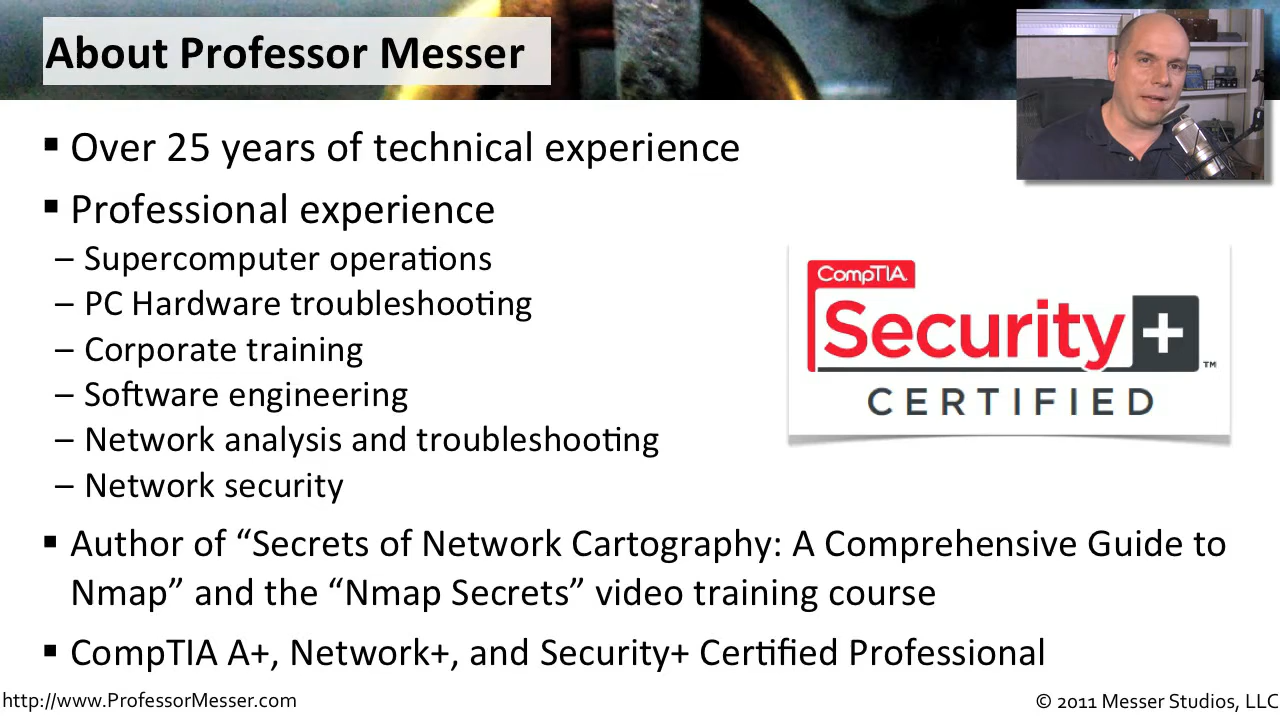 About Professor Messer
▪ Over 25 years of technical experience
▪ Professional experience
– Supercomputer operations
– PC Hardware troubleshooting
– Corporate training
– Software engineering
– Network analysis and troubleshooting
– Network security
CompTIA
Security+ ™
CERTIFIED
▪ Author of “Secrets of Network Cartography: A Comprehensive Guide to
Nmap” and the “Nmap Secrets” video training course
▪ CompTIA A+, Network+, and Security+ Certified Professional
http://www.ProfessorMesser.com
© 2011 Messer Studios, LLC